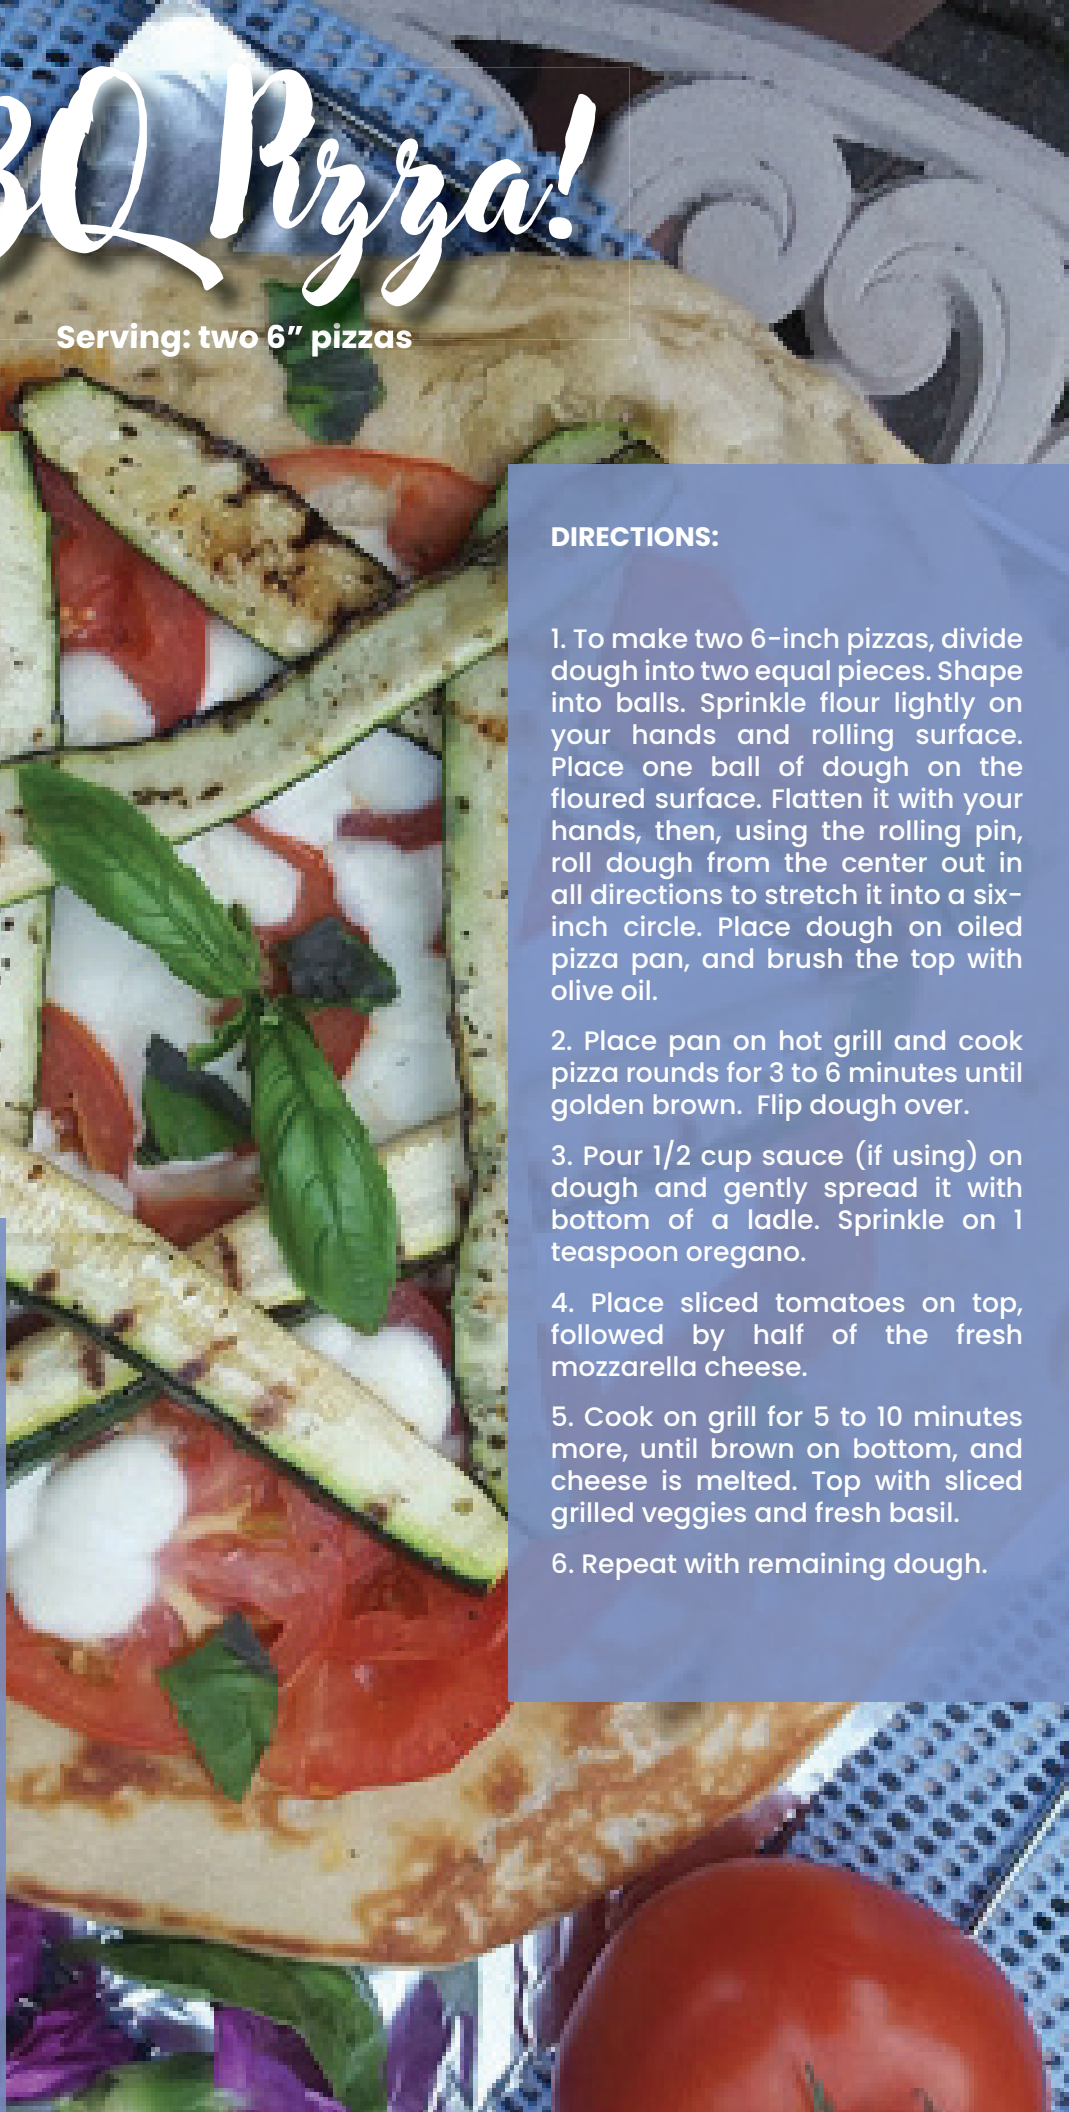 BQ Pizza!
Serving: two 6” pizzas
DIRECTIONS:
1. To make two 6-inch pizzas, divide
dough into two equal pieces. Shape
into balls. Sprinkle flour lightly on
your hands and rolling surface.
Place one ball of dough on the
floured surface. Flatten it with your
hands, then, using the rolling pin,
roll dough from the center out in
all directions to stretch it into a six-
inch circle. Place dough on oiled
pizza pan, and brush the top with
olive oil.
2. Place pan on hot grill and cook
pizza rounds for 3 to 6 minutes until
golden brown.  Flip dough over.
3. Pour 1/2 cup sauce (if using) on
dough and gently spread it with
bottom of a ladle. Sprinkle on 1
teaspoon oregano.
4. Place sliced tomatoes on top,
followed by half of the fresh
mozzarella cheese.
5. Cook on grill for 5 to 10 minutes
more, until brown on bottom, and
cheese is melted. Top with sliced
grilled veggies and fresh basil.
6. Repeat with remaining dough.